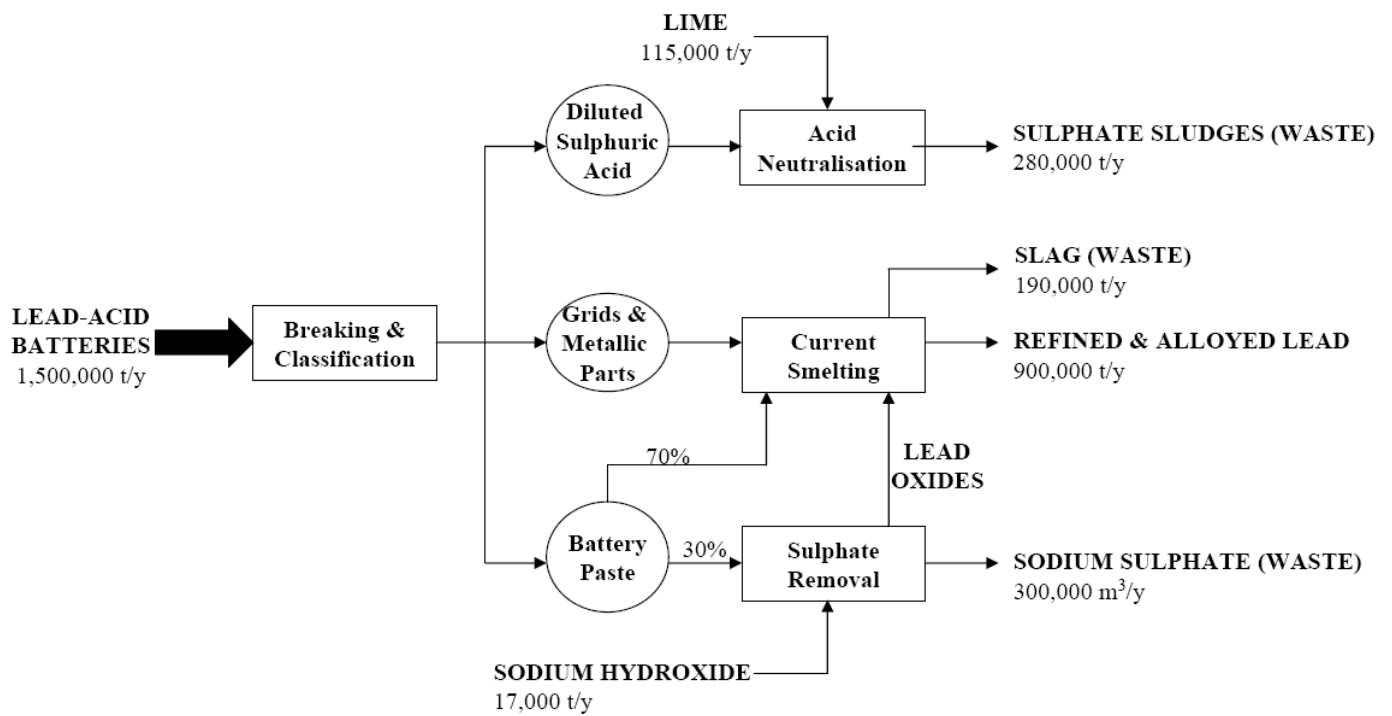 LIME
115,000 t/y
Diluted
Sulphuric
Acid
Acid
Neutralisation
SULPHATE SLUDGES (WASTE)
280,000 t/y
SLAG (WASTE)
190,000 t/y
LEAD-ACID
BATTERIES
1,500,000 t/y
Breaking &
Classification
Grids &
Metallic
Parts
Current
Smelting
REFINED & ALLOYED LEAD
900,000 t/y
70%
LEAD
OXIDES
Battery
Paste
30%
Sulphate
Removal
SODIUM SULPHATE (WASTE)
300,000 m³/y
SODIUM HYDROXIDE
17,000 t/y